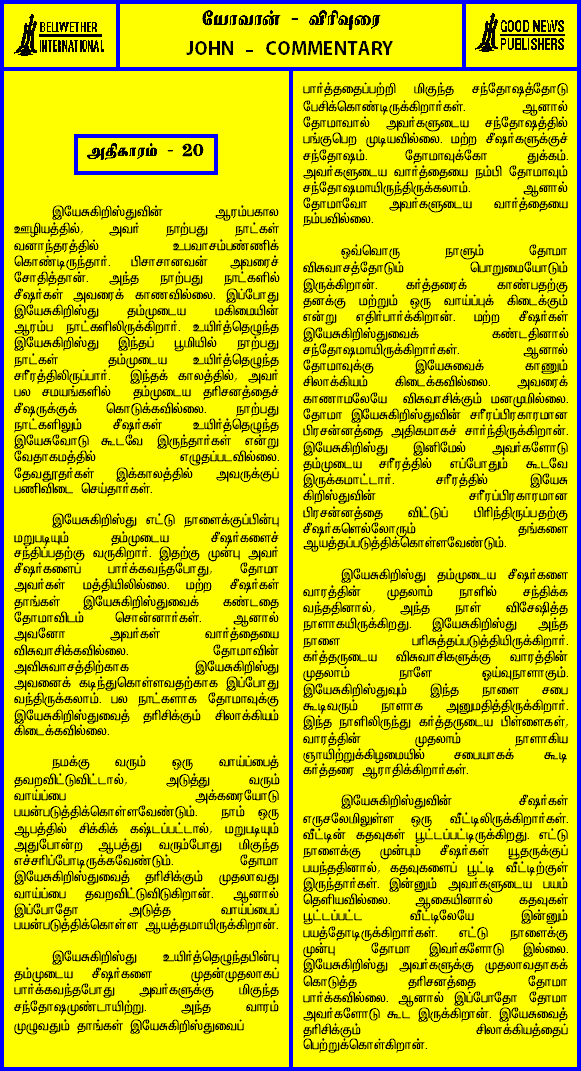 BELLWETHER
INTERNATIONAL
யோவான் - விரிவுரை
JOHN - COMMENTARY
GOOD NEWS
PUBLISHERS
அதிகாரம் - 20
இயேசுகிறிஸ்துவின் ஆரம்பகால
ஊழியத்தில், அவர் நாற்பது நாட்கள்
வனாந்தரத்தில் உபவாசம்பண்ணிக்
கொண்டிருந்தார். பிசாசானவன் அவரைச்
சோதித்தான். அந்த நாற்பது நாட்களில்
சீஷர்கள் அவரைக் காணவில்லை. இப்போது
இயேசுகிறிஸ்து தம்முடைய மகிமையின்
ஆரம்ப நாட்களிலிருக்கிறார். உயிர்த்தெழுந்த
இயேசுகிறிஸ்து இந்தப் பூமியில் நாற்பது
நாட்கள் தம்முடைய உயிர்த்தெழுந்த
சரீரத்திலிருப்பார். இந்தக் காலத்தில், அவர்
பல சமயங்களில் தம்முடைய தரிசனத்தைச்
சீஷருக்குக் கொடுக்கவில்லை. நாற்பது
நாட்களிலும் சீஷர்கள் உயிர்த்தெழுந்த
இயேசுவோடு கூடவே இருந்தார்கள் என்று
வேதாகமத்தில் எழுதப்படவில்லை.
தேவதூதர்கள் இக்காலத்தில் அவருக்குப்
பணிவிடை செய்தார்கள்.
இயேசுகிறிஸ்து எட்டு நாளைக்குப்பின்பு
மறுபடியும் தம்முடைய சீஷர்களைச்
சந்திப்பதற்கு வருகிறார். இதற்கு முன்பு அவர்
சீஷர்களைப் பார்க்கவந்தபோது, தோமா
அவர்கள் மத்தியிலில்லை. மற்ற சீஷர்கள்
தாங்கள் இயேசுகிறிஸ்துவைக் கண்டதை
தோமாவிடம் சொன்னார்கள். ஆனால்
அவனோ அவர்கள் வார்த்தையை
விசுவாசிக்கவில்லை. தோமாவின்
அவிசுவாசத்திற்காக இயேசுகிறிஸ்து
அவனைக் கடிந்துகொள்ளவதற்காக இப்போது
வந்திருக்கலாம். பல நாட்களாக தோமாவுக்கு
இயேசுகிறிஸ்துவைத் தரிசிக்கும் சிலாக்கியம்
கிடைக்கவில்லை.
நமக்கு வரும் ஒரு வாய்ப்பைத்
தவறவிட்டுவிட்டால், அடுத்து வரும்
வாய்ப்பை அக்கரையோடு
பயன்படுத்திக்கொள்ளவேண்டும். நாம் ஒரு
ஆபத்தில் சிக்கிக் கஷ்டப்பட்டால், மறுபடியும்
அதுபோன்ற ஆபத்து வரும்போது மிகுந்த
எச்சரிப்போடிருக்கவேண்டும். தோமா
இயேசுகிறிஸ்துவைத் தரிசிக்கும் முதலாவது
வாய்ப்பை தவறவிட்டுவிடுகிறான். ஆனால்
இப்போதோ அடுத்த வாய்ப்பைப்
பயன்படுத்திக்கொள்ள ஆயத்தமாயிருக்கிறான்.
இயேசுகிறிஸ்து உயிர்த்தெழுந்தபின்பு
தம்முடைய சீஷர்களை முதன்முதலாகப்
பார்க்கவந்தபோது அவர்களுக்கு மிகுந்த
சந்தோஷமுண்டாயிற்று. அந்த வாரம்
முழுவதும் தாங்கள் இயேசுகிறிஸ்துவைப்
பார்த்ததைப்பற்றி மிகுந்த சந்தோஷத்தோடு
பேசிக்கொண்டிருக்கிறார்கள். ஆனால்
தோமாவால் அவர்களுடைய சந்தோஷத்தில்
பங்குபெற முடியவில்லை. மற்ற சீஷர்களுக்குச்
சந்தோஷம். தோமாவுக்கோ துக்கம்.
அவர்களுடைய வார்த்தையை நம்பி தோமாவும்
சந்தோஷமாயிருந்திருக்கலாம். ஆனால்
தோமாவோ அவர்களுடைய வார்த்தையை
நம்பவில்லை.
ஒவ்வொரு நாளும் தோமா
விசுவாசத்தோடும் பொறுமையோடும்
இருக்கிறான். கர்த்தரைக் காண்பதற்கு
தனக்கு மற்றும் ஒரு வாய்ப்புக் கிடைக்கும்
என்று எதிர்பார்க்கிறான். மற்ற சீஷர்கள்
இயேசுகிறிஸ்துவைக் கண்டதினால்
சந்தோஷமாயிருக்கிறார்கள். ஆனால்
தோமாவுக்கு இயேசுவைக் காணும்
சிலாக்கியம் கிடைக்கவில்லை. அவரைக்
காணாமலேயே விசுவாசிக்கும் மனமுமில்லை.
தோமா இயேசுகிறிஸ்துவின் சரீரப்பிரகாரமான
பிரசன்னத்தை அதிகமாகச் சார்ந்திருக்கிறான்.
இயேசுகிறிஸ்து இனிமேல் அவர்களோடு
தம்முடைய சரீரத்தில் எப்போதும் கூடவே
இருக்கமாட்டார். சரீரத்தில் இயேசு
கிறிஸ்துவின் சரீரப்பிரகாரமான
பிரசன்னத்தை விட்டுப் பிரிந்திருப்பதற்கு
சீஷர்களெல்லோரும் தங்களை
ஆயத்தப்படுத்திக்கொள்ளவேண்டும்.
இயேசுகிறிஸ்து தம்முடைய சீஷர்களை
வாரத்தின் முதலாம் நாளில் சந்திக்க
வந்ததினால், அந்த நாள் விசேஷித்த
நாளாகயிருக்கிறது. இயேசுகிறிஸ்து அந்த
நாளை பரிசுத்தப்படுத்தியிருக்கிறார்.
கர்த்தருடைய விசுவாசிகளுக்கு வாரத்தின்
முதலாம் நாளே ஓய்வுநாளாகும்.
இயேசுகிறிஸ்துவும் இந்த நாளை சபை
கூடிவரும் நாளாக அனுமதித்திருக்கிறார்.
இந்த நாளிலிருந்து கர்த்தருடைய பிள்ளைகள்,
வாரத்தின் முதலாம் நாளாகிய
ஞாயிற்றுக்கிழமையில் சபையாகக் கூடி
கர்த்தரை ஆராதிக்கிறார்கள்.
இயேசுகிறிஸ்துவின் சீஷர்கள்
எருசலேமிலுள்ள ஒரு வீட்டிலிருக்கிறார்கள்.
வீட்டின் கதவுகள் பூட்டப்பட்டிருக்கிறது. எட்டு
நாளைக்கு முன்பும் சீஷர்கள் யூதருக்குப்
பயந்ததினால், கதவுகளைப் பூட்டி வீட்டிற்குள்
இருந்தார்கள். இன்னும் அவர்களுடைய பயம்
தெளியவில்லை. ஆகையினால் கதவுகள்
பூட்டப்பட்ட வீட்டிலேயே இன்னும்
பயத்தோடிருக்கிறார்கள். எட்டு நாளைக்கு
முன்பு தோமா இவர்களோடு இல்லை.
இயேசுகிறிஸ்து அவர்களுக்கு முதலாவதாகக்
கொடுத்த தரிசனத்தை தோமா
பார்க்கவில்லை. ஆனால் இப்போதோ தோமா
அவர்களோடு கூட இருக்கிறான். இயேசுவைத்
தரிசிக்கும் சிலாக்கியத்தைப்
பெற்றுக்கொள்கிறான்.